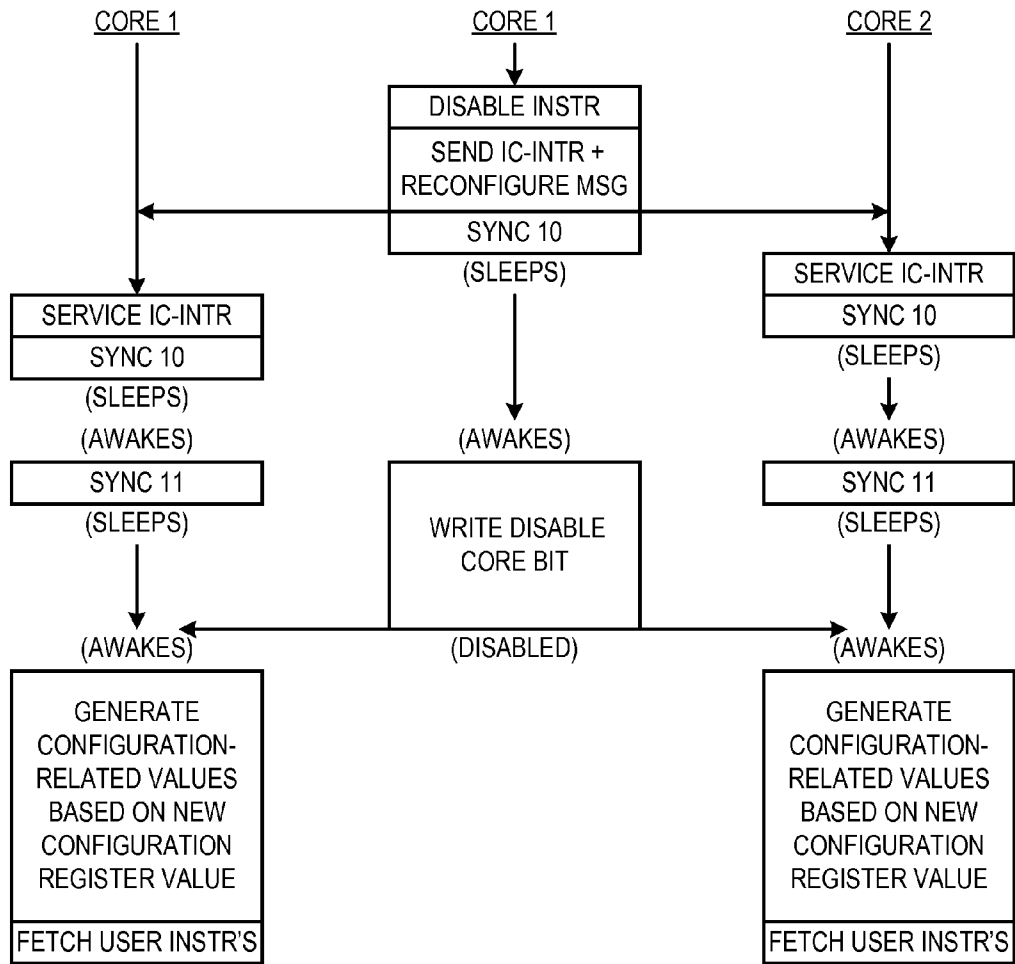 CORE 1
CORE 1
CORE 2
DISABLE INSTR
SEND IC-INTR +
RECONFIGURE MSG
SYNC 10
(SLEEPS)
SERVICE IC-INTR
SYNC 10
(SLEEPS)
SERVICE IC-INTR
SYNC 10
(SLEEPS)
(AWAKES)
SYNC 11
(SLEEPS)
(AWAKES)
WRITE DISABLE
CORE BIT
(DISABLED)
(AWAKES)
SYNC 11
(SLEEPS)
(AWAKES)
GENERATE
CONFIGURATION-
RELATED VALUES
BASED ON NEW
CONFIGURATION
REGISTER VALUE
FETCH USER INSTR'S
(AWAKES)
GENERATE
CONFIGURATION-
RELATED VALUES
BASED ON NEW
CONFIGURATION
REGISTER VALUE
FETCH USER INSTR'S